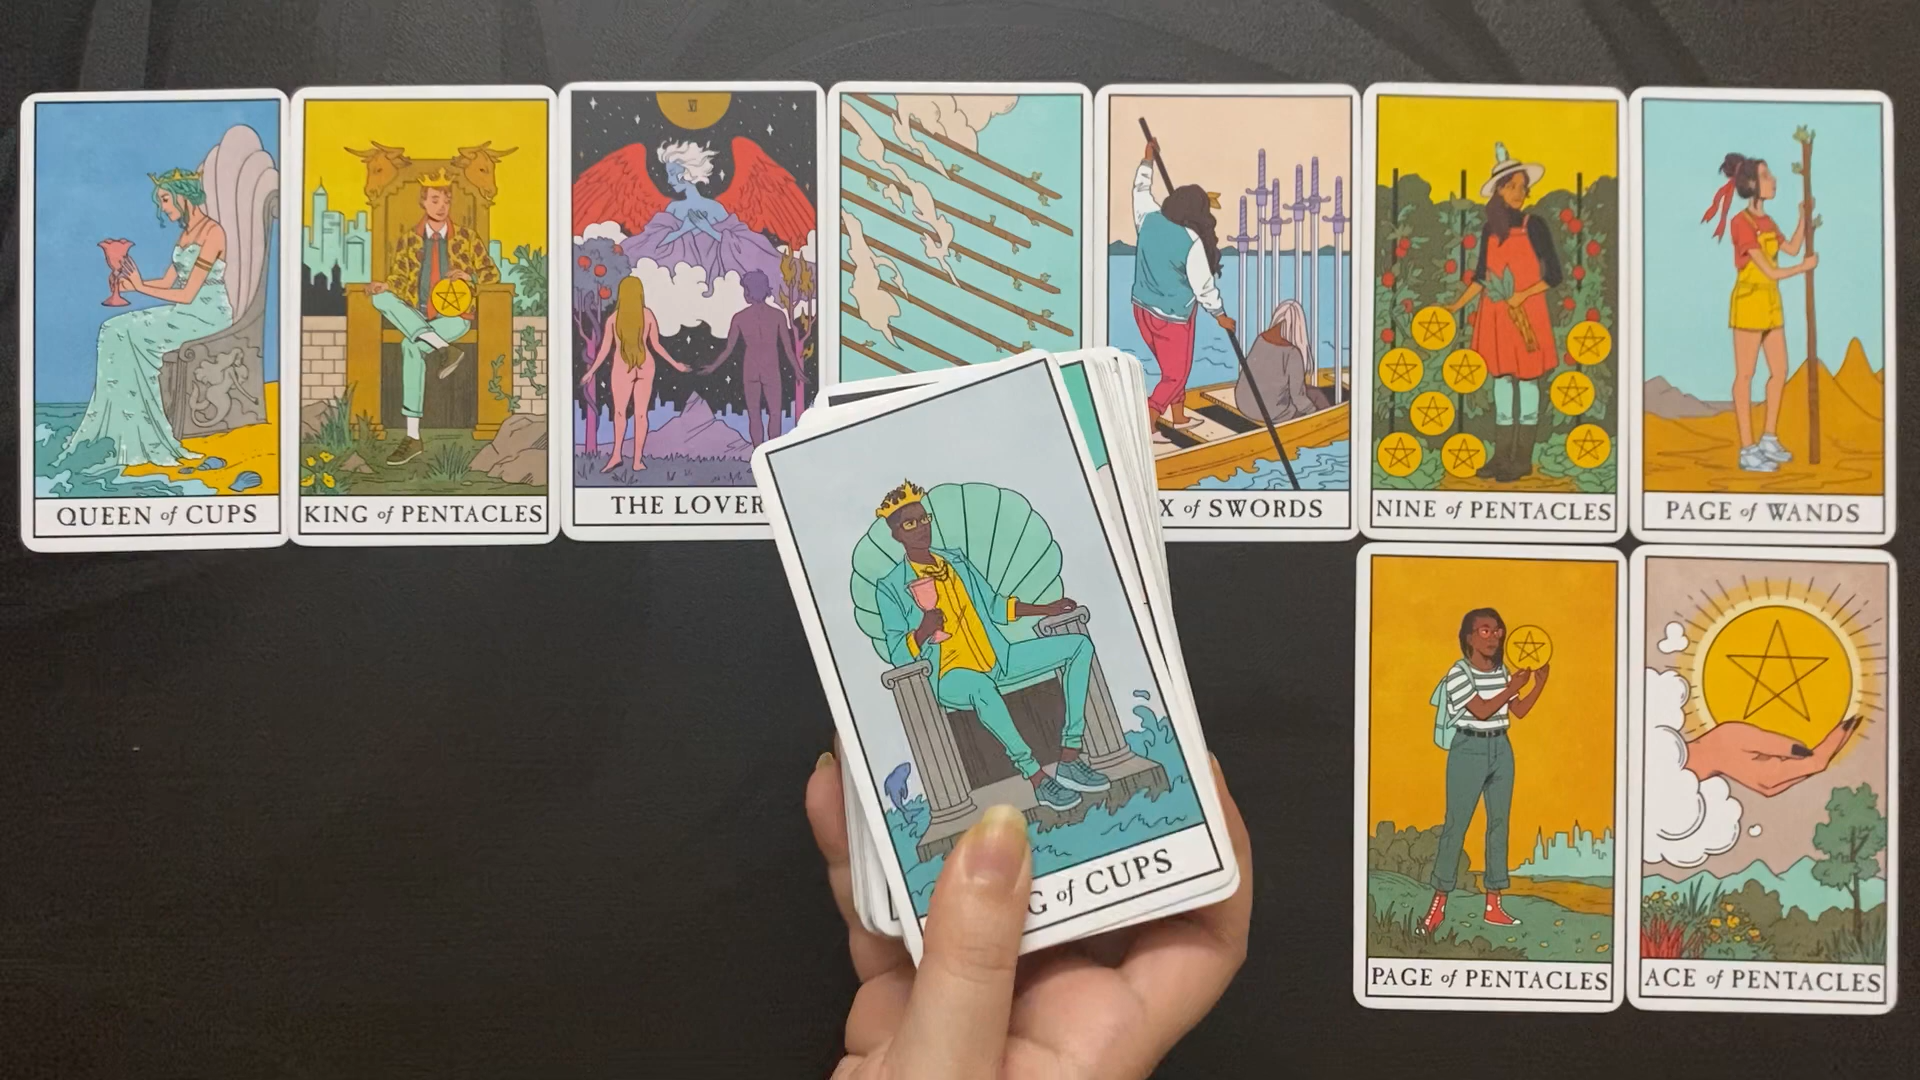 VI
QUEEN of CUPS
KING of PENTACLES
THE LOVER
X of SWORDS
NINE of PENTACLES
PAGE of WANDS
G of CUPS
PAGE of PENTACLES
ACE of PENTACLES